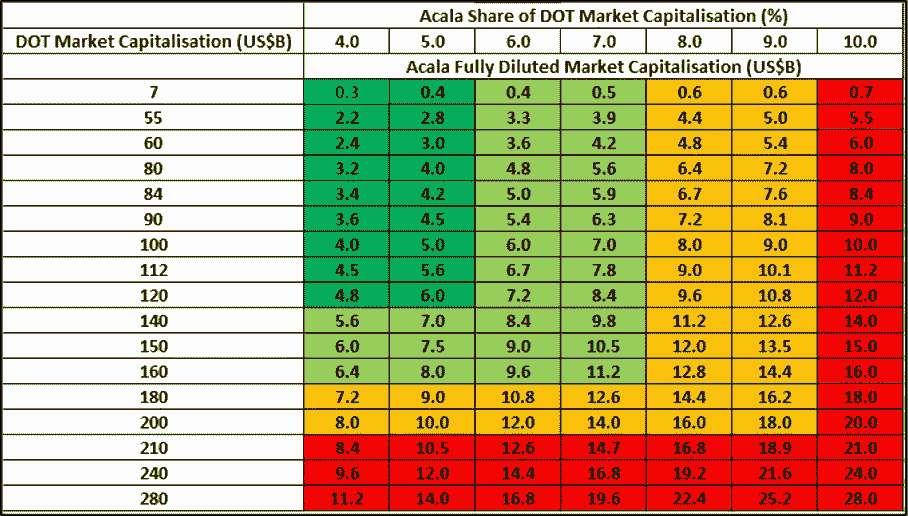 Acala Share of DOT Market Capitalisation (%)
DOT Market Capitalisation (US$B) 4.0 5.0 6.0 7.0 8.0 9.0 10.0
Acala Fully Diluted Market Capitalisation (US$B)
7 0.3 0.4 0.4 0.5 0.6 0.6 0.7
55 2.2 2.8 3.3 3.9 4.4 5.0 5.5
60 2.4 3.0 3.6 4.2 4.8 5.4 6.0
80 3.2 4.0 4.8 5.6 6.4 7.2 8.0
84 3.4 4.2 5.0 5.9 6.7 7.6 8.4
90 3.6 4.5 5.4 6.3 7.2 8.1 9.0
100 4.0 5.0 6.0 7.0 8.0 9.0 10.0
112 4.5 5.6 6.7 7.8 9.0 10.1 11.2
120 4.8 6.0 7.2 8.4 9.6 10.8 12.0
140 5.6 7.0 8.4 9.8 11.2 12.6 14.0
150 6.0 7.5 9.0 10.5 12.0 13.5 15.0
160 6.4 8.0 9.6 11.2 12.8 14.4 16.0
180 7.2 9.0 10.8 12.6 14.4 16.2 18.0
200 8.0 10.0 12.0 14.0 16.0 18.0 20.0
210 8.4 10.5 12.6 14.7 16.8 18.9 21.0
240 9.6 12.0 14.4 16.8 19.2 21.6 24.0
280 11.2 14.0 16.8 19.6 22.4 25.2 28.0